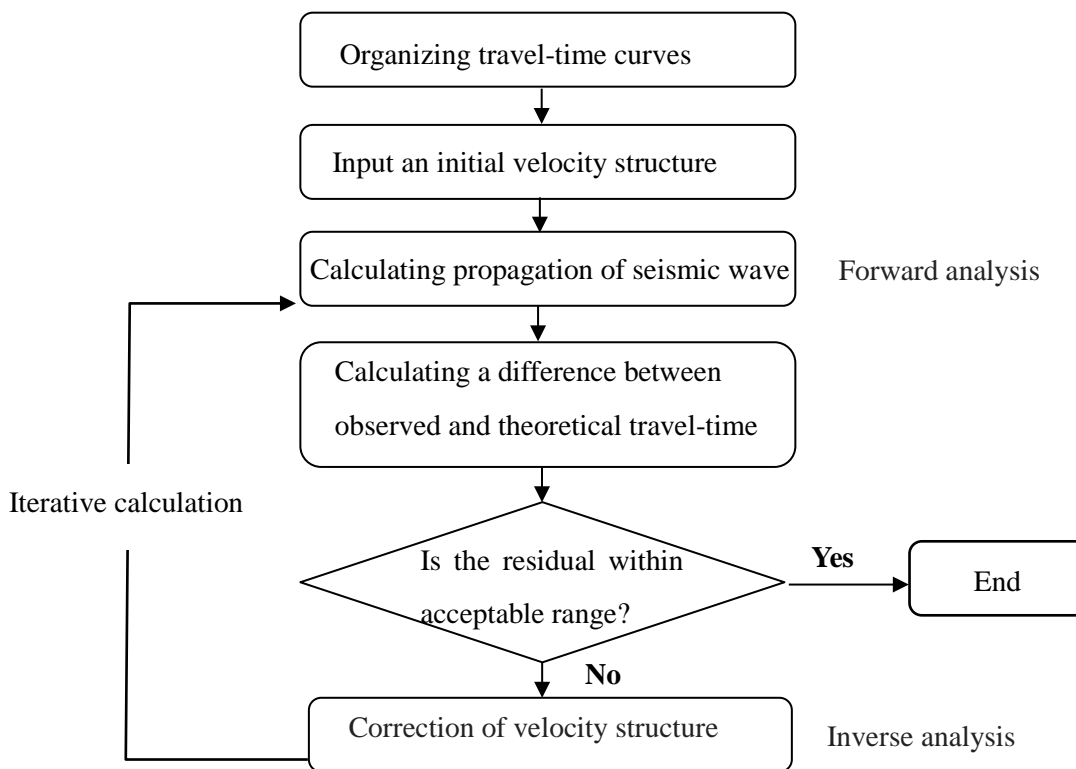 Organizing travel-time curves
Input an initial velocity structure
Calculating propagation of seismic wave
Forward analysis
Calculating a difference between
observed and theoretical travel-time
Iterative calculation
Is the residual within
acceptable range?
Yes
End
No
Correction of velocity structure
Inverse analysis